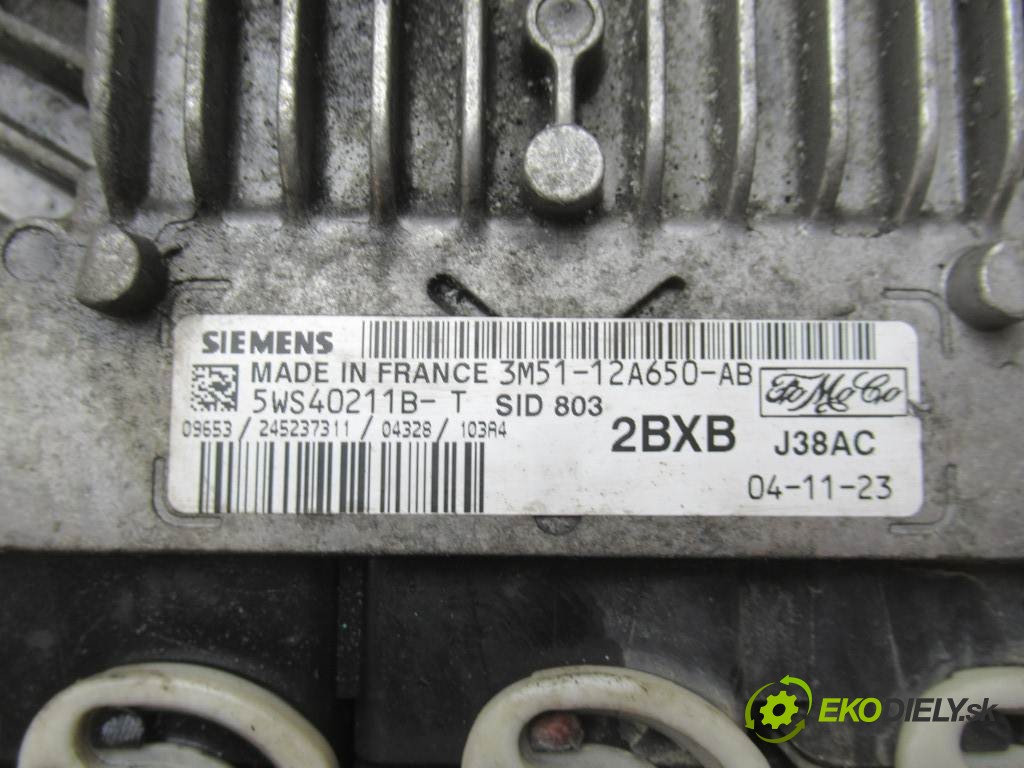 SIEMENS
MADE IN FRANCE 3M51-12A650-AB
5WS40211B- T SID 803
FoMoCo
09653/ 245237311/ 04328/ 103A4
2BXB J38AC
04-11-23
EKODIELY.sk